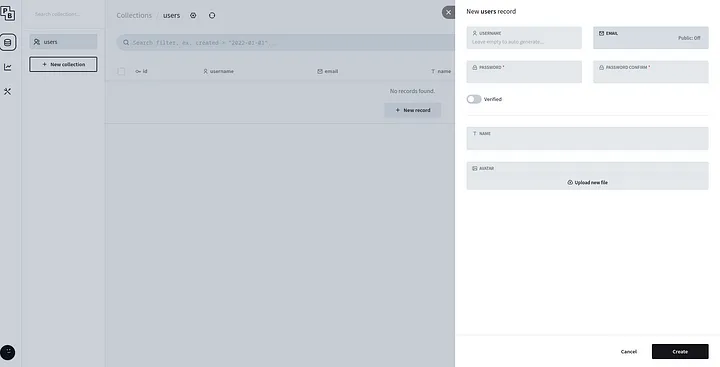 PB
Search collections...
users
+ New collection
Collections / users
Search filter, ex. created > "2022-01-01"...
id username email name
No records found.
+ New record
New users record
USERNAME
Leave empty to auto generate...
EMAIL
Public: Off
PASSWORD *
PASSWORD CONFIRM *
Verified
NAME
AVATAR
Upload new file
Cancel
Create